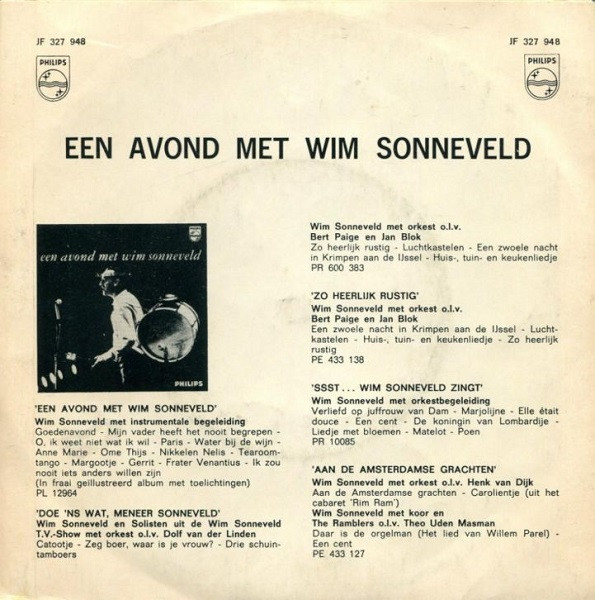 JF 327 948
JF 327 948
PHILIPS
PHILIPS
EEN AVOND MET WIM SONNEVELD
een avond met wim sonneveld
PHILIPS
'EEN AVOND MET WIM SONNEVELD'
Wim Sonneveld met instrumentale begeleiding
Goedenavond - Mijn vader heeft het nooit begrepen -
O, ik weet niet wat ik wil - Paris - Water bij de wijn -
Anne Marie - Ome Thijs - Nikkelen Nelis - Tearoom-
tango - Margootje - Gerrit - Frater Venantius - Ik zou
nooit iets anders willen zijn
(In fraai geïllustreerd album met toelichtingen)
PL 12964
'DOE 'NS WAT, MENEER SONNEVELD'
Wim Sonneveld en Solisten uit de Wim Sonneveld
T.V.-Show met orkest o.l.v. Dolf van der Linden
Catootje - Zeg boer, waar is je vrouw? - Drie schuin-
tamboers
Wim Sonneveld met orkest o.l.v.
Bert Paige en Jan Blok
Zo heerlijk rustig - Luchtkastelen - Een zwoele nacht
in Krimpen aan de IJssel - Huis-, tuin- en keukenliedje
PR 600 383
'ZO HEERLIJK RUSTIG'
Wim Sonneveld met orkest o.l.v.
Bert Paige en Jan Blok
Een zwoele nacht in Krimpen aan de IJssel - Lucht-
kastelen - Huis-, tuin- en keukenliedje - Zo heerlijk
rustig
PE 433 138
'SSST... WIM SONNEVELD ZINGT'
Wim Sonneveld met orkestbegeleiding
Verliefd op juffrouw van Dam - Marjolijne - Elle était
douce - Een cent - De koningin van Lombardije -
Liedje met bloemen - Matelot - Poen
PR 10085
'AAN DE AMSTERDAMSE GRACHTEN'
Wim Sonneveld met orkest o.l.v. Henk van Dijk
Aan de Amsterdamse grachten - Carolientje (uit het
cabaret 'Rim Ram')
Wim Sonneveld met koor en
The Ramblers o.l.v. Theo Uden Masman
Daar is de orgelman (Het lied van Willem Parel) -
Een cent
PE 433 127